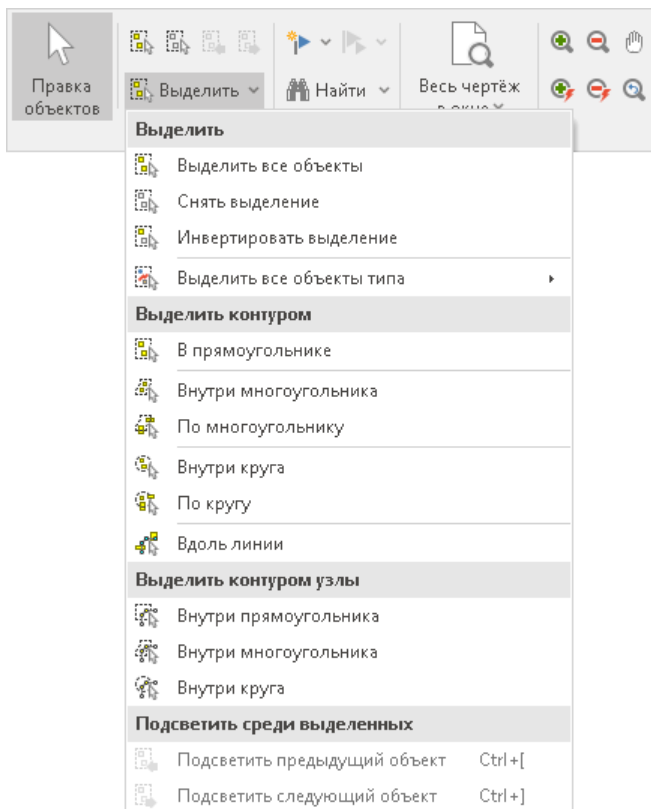 Правка
объектов
Выделить
Найти
Весь чертёж
в окне
Выделить
Выделить все объекты
Снять выделение
Инвертировать выделение
Выделить все объекты типа
Выделить контуром
В прямоугольнике
Внутри многоугольника
По многоугольнику
Внутри круга
По кругу
Вдоль линии
Выделить контуром узлы
Внутри прямоугольника
Внутри многоугольника
Внутри круга
Подсветить среди выделенных
Подсветить предыдущий объект Ctrl+[
Подсветить следующий объект Ctrl+]